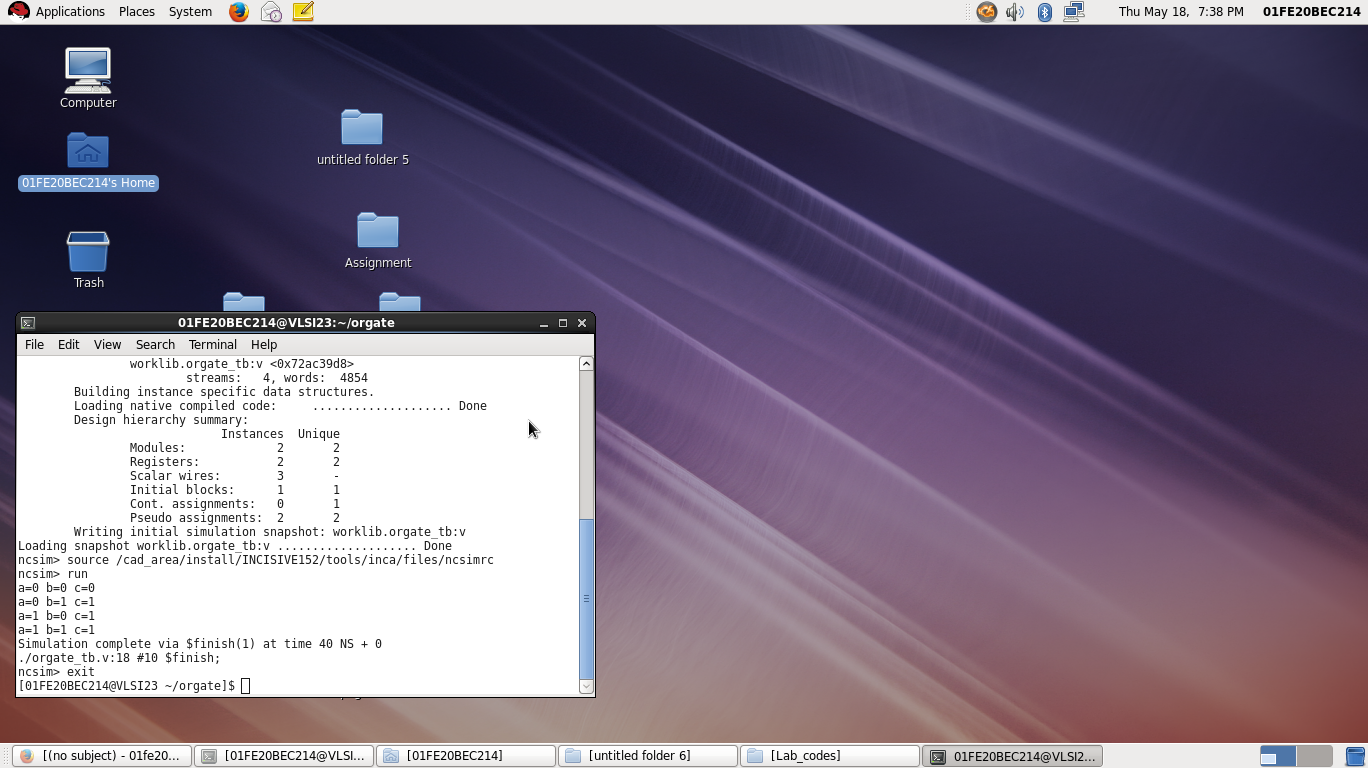 Applications Places System Thu May 18, 7:38 PM 01FE20BEC214
Computer
untitled folder 5
01FE20BEC214's Home
Assignment
Trash
01FE20BEC214@VLSI23:~/orgate
File Edit View Search Terminal Help
worklib.orgate_tb:v <0x72ac39d8>
streams: 4, words: 4854
Building instance specific data structures.
Loading native compiled code: .................... Done
Design hierarchy summary:
Instances Unique
Modules: 2 2
Registers: 2 2
Scalar wires: 3 -
Initial blocks: 1 1
Cont. assignments: 0 1
Pseudo assignments: 2 2
Writing initial simulation snapshot: worklib.orgate_tb:v
Loading snapshot worklib.orgate_tb:v .................... Done
ncsim> source /cad_area/install/INCISIVE152/tools/inca/files/ncsimrc
ncsim> run
a=0 b=0 c=0
a=0 b=1 c=1
a=1 b=0 c=1
a=1 b=1 c=1
Simulation complete via $finish(1) at time 40 NS + 0
./orgate_tb.v:18 #10 $finish;
ncsim> exit
[01FE20BEC214@VLSI23 ~/orgate]$
[(no subject) - 01fe20... [01FE20BEC214@VLSI... [01FE20BEC214] [untitled folder 6] [Lab_codes] 01FE20BEC214@VLSI2...